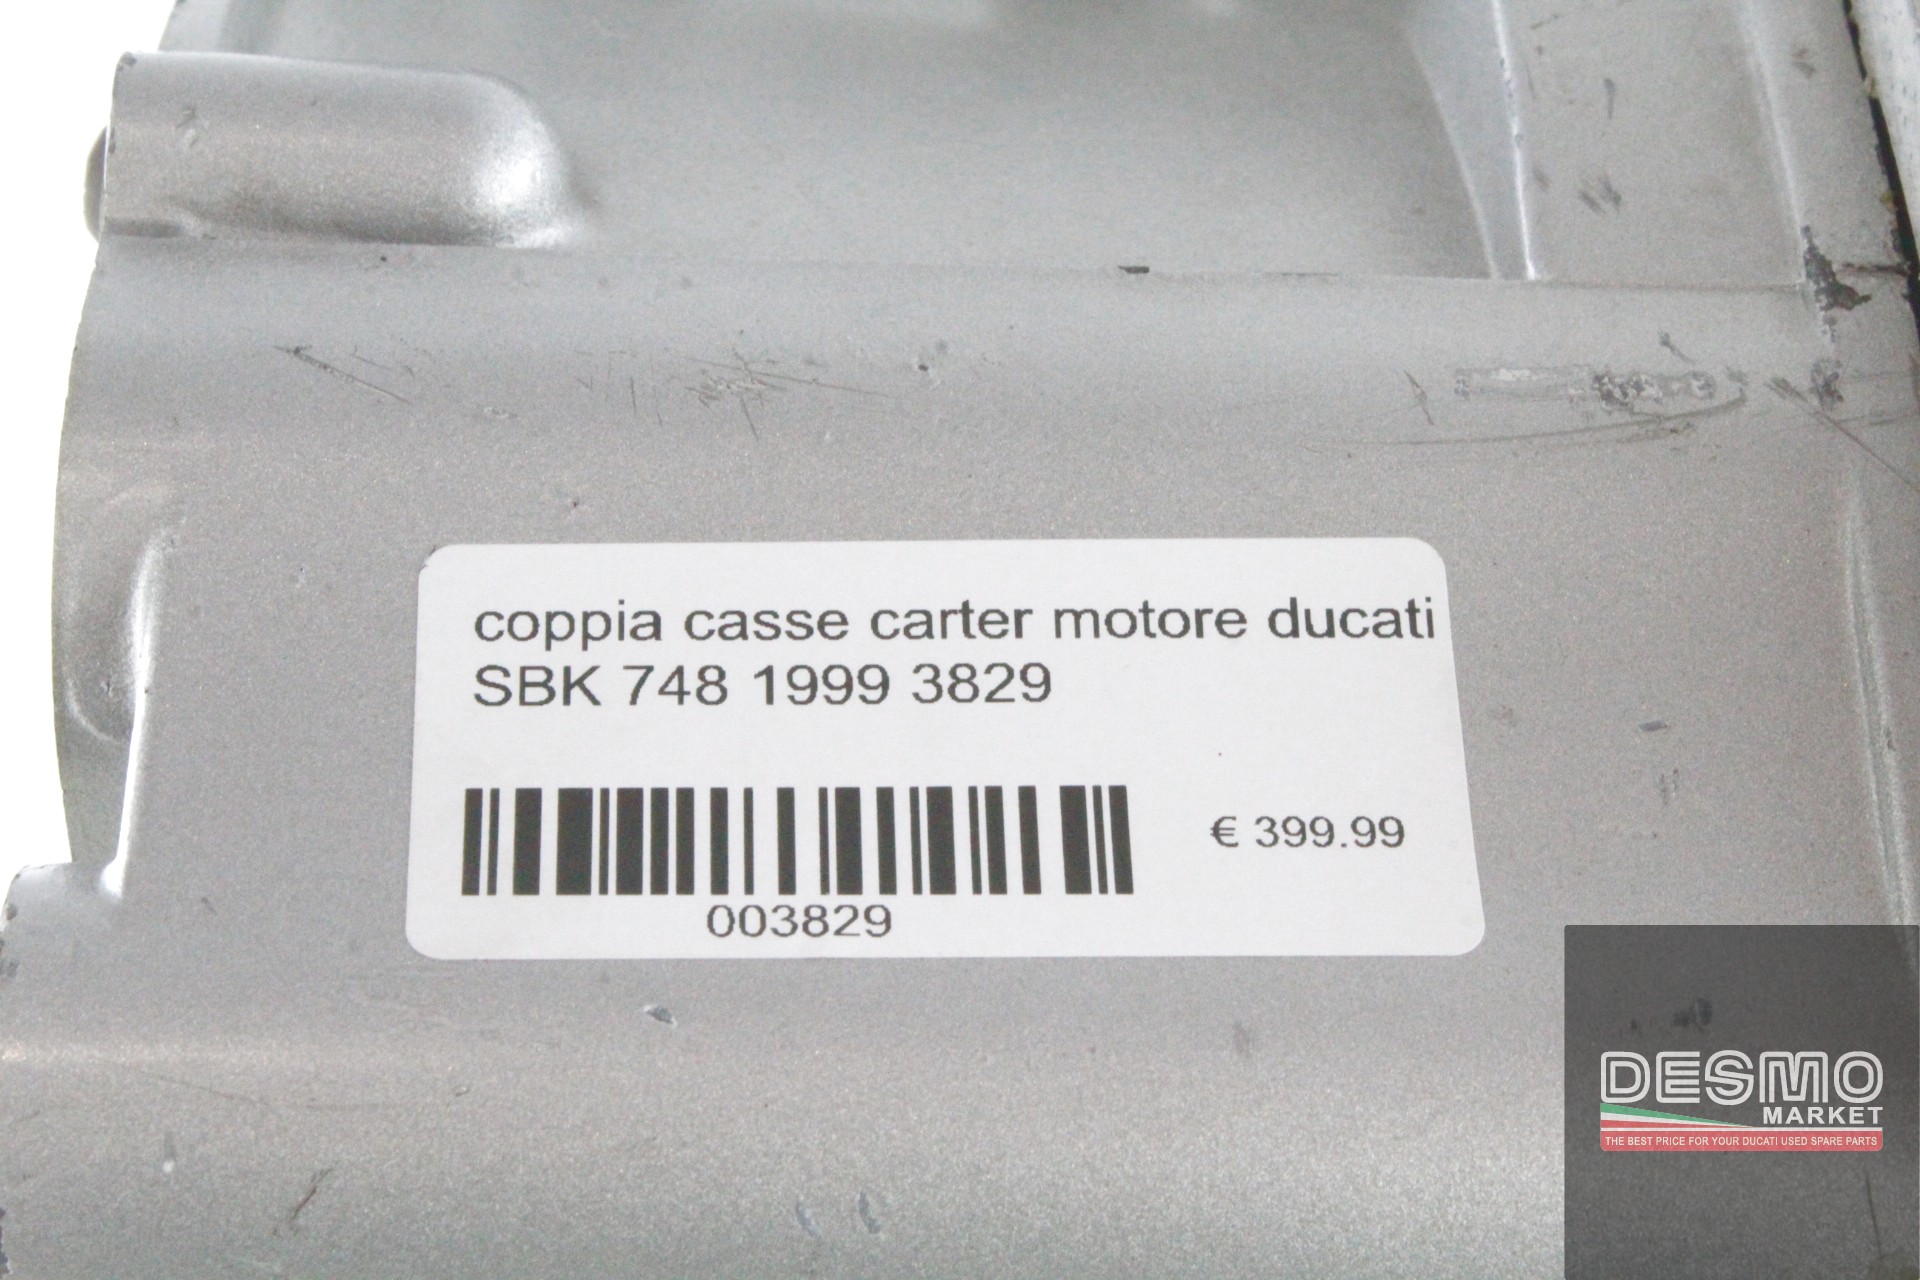 coppia casse carter motore ducati
SBK 748 1999 3829
€ 399.99
003829
DESMO
MARKET
THE BEST PRICE FOR YOUR DUCATI USED SPARE PARTS